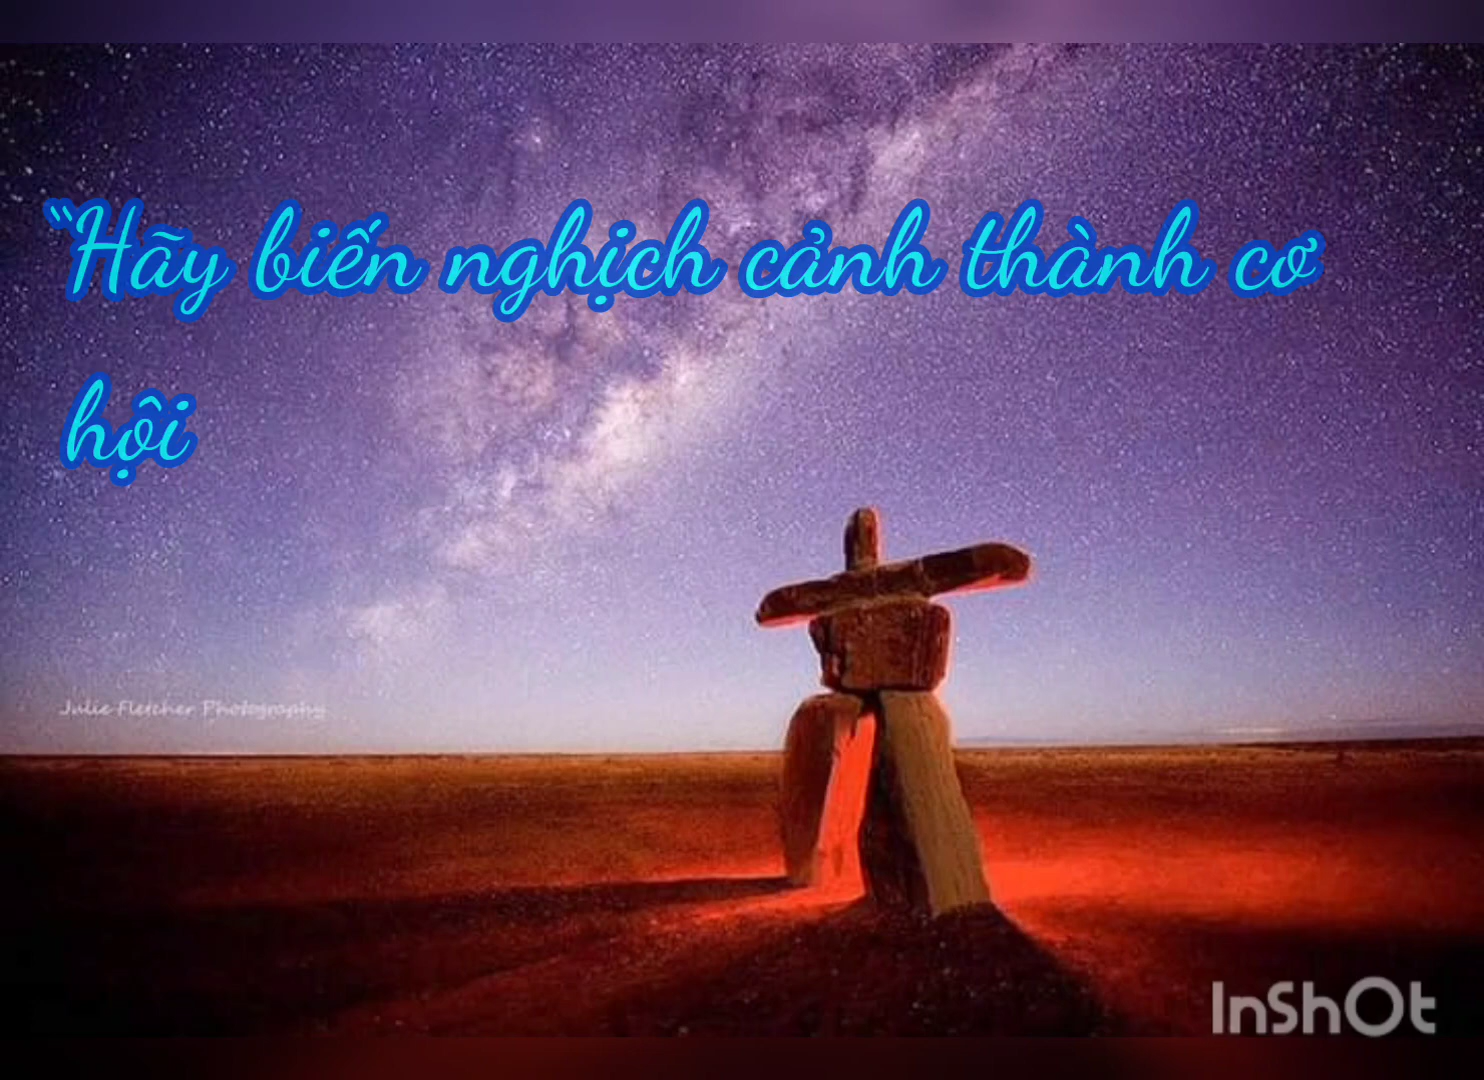 “Hãy biến nghịch cảnh thành cơ
hội
Julie Fletcher Photography
InShOt